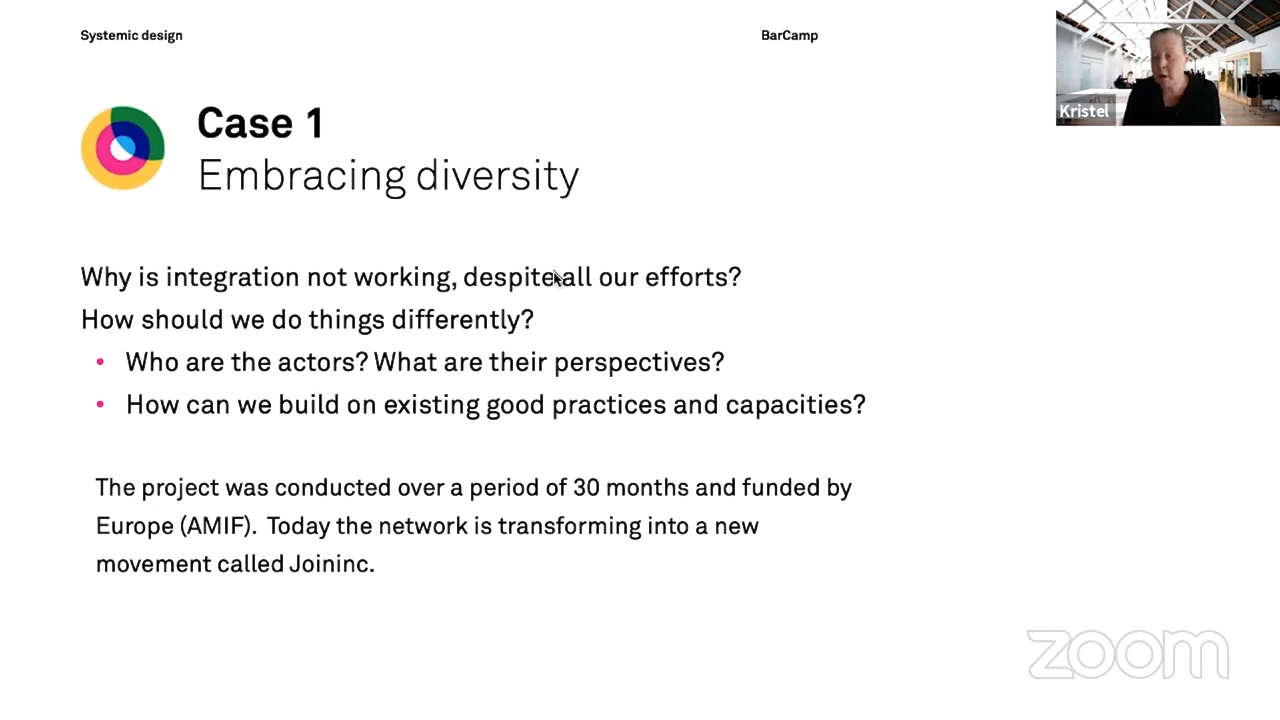 Systemic design
BarCamp
Kristel
Case 1
Embracing diversity
Why is integration not working, despite all our efforts?
How should we do things differently?
• Who are the actors? What are their perspectives?
• How can we build on existing good practices and capacities?
The project was conducted over a period of 30 months and funded by
Europe (AMIF). Today the network is transforming into a new
movement called Joininc.
zoom